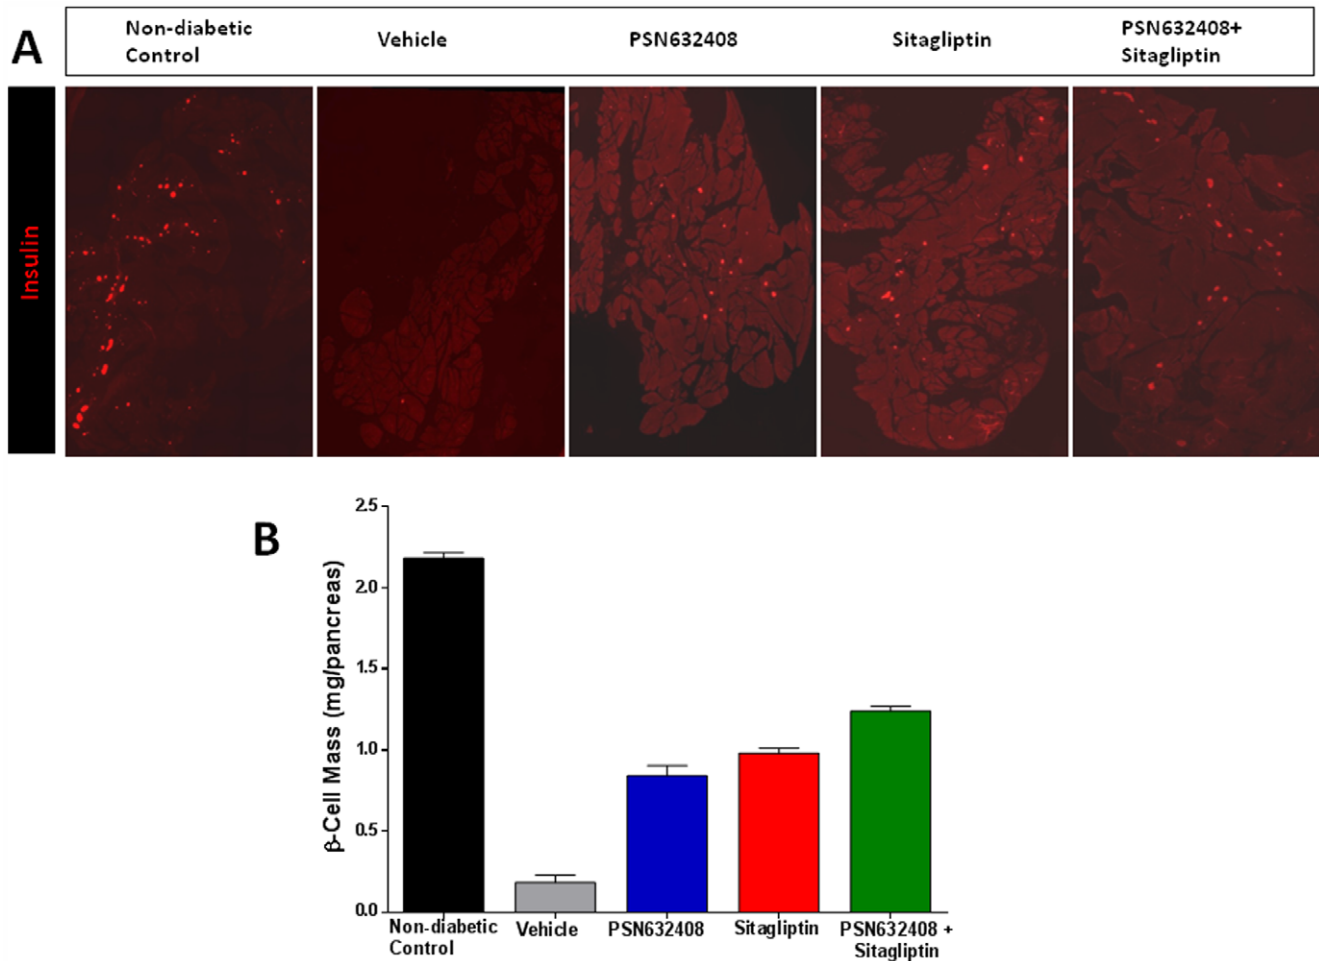 A
Non-diabetic
Control
Vehicle
PSN632408
Sitagliptin
PSN632408+
Sitagliptin
Insulin
B
β-Cell Mass (mg/pancreas)
2.5
2.0
1.5
1.0
0.5
0.0
Non-diabetic
Control
Vehicle
PSN632408
Sitagliptin
PSN632408 +
Sitagliptin